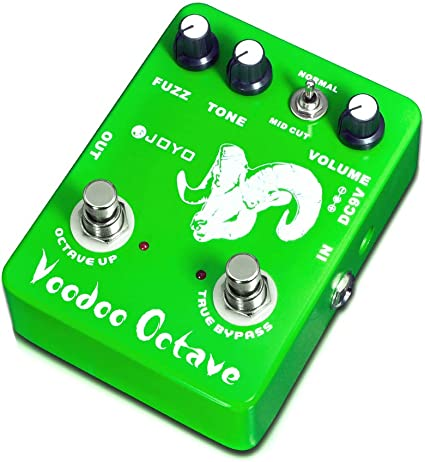 NORMAL
FUZZ
TONE
MID CUT
VOLUME
OUT
JOYO
DC9V
IN
OCTAVE UP
TRUE BYPASS
Voodoo Octave